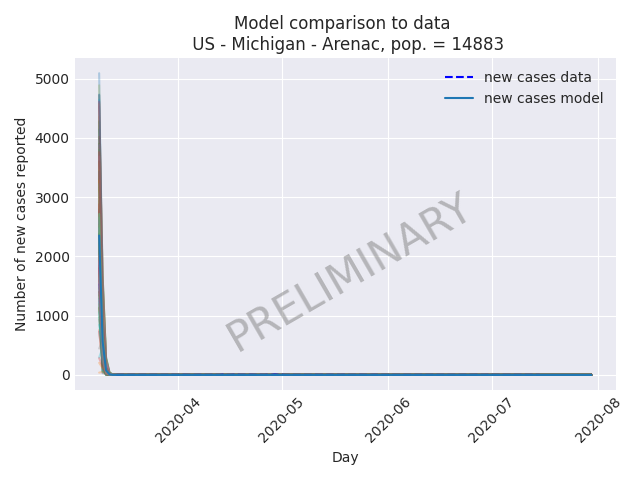 Model comparison to data
US - Michigan - Arenac, pop. = 14883
new cases data
new cases model
5000
4000
3000
2000
1000
0
Number of new cases reported
PRELIMINARY
2020-04
2020-05
2020-06
2020-07
2020-08
Day